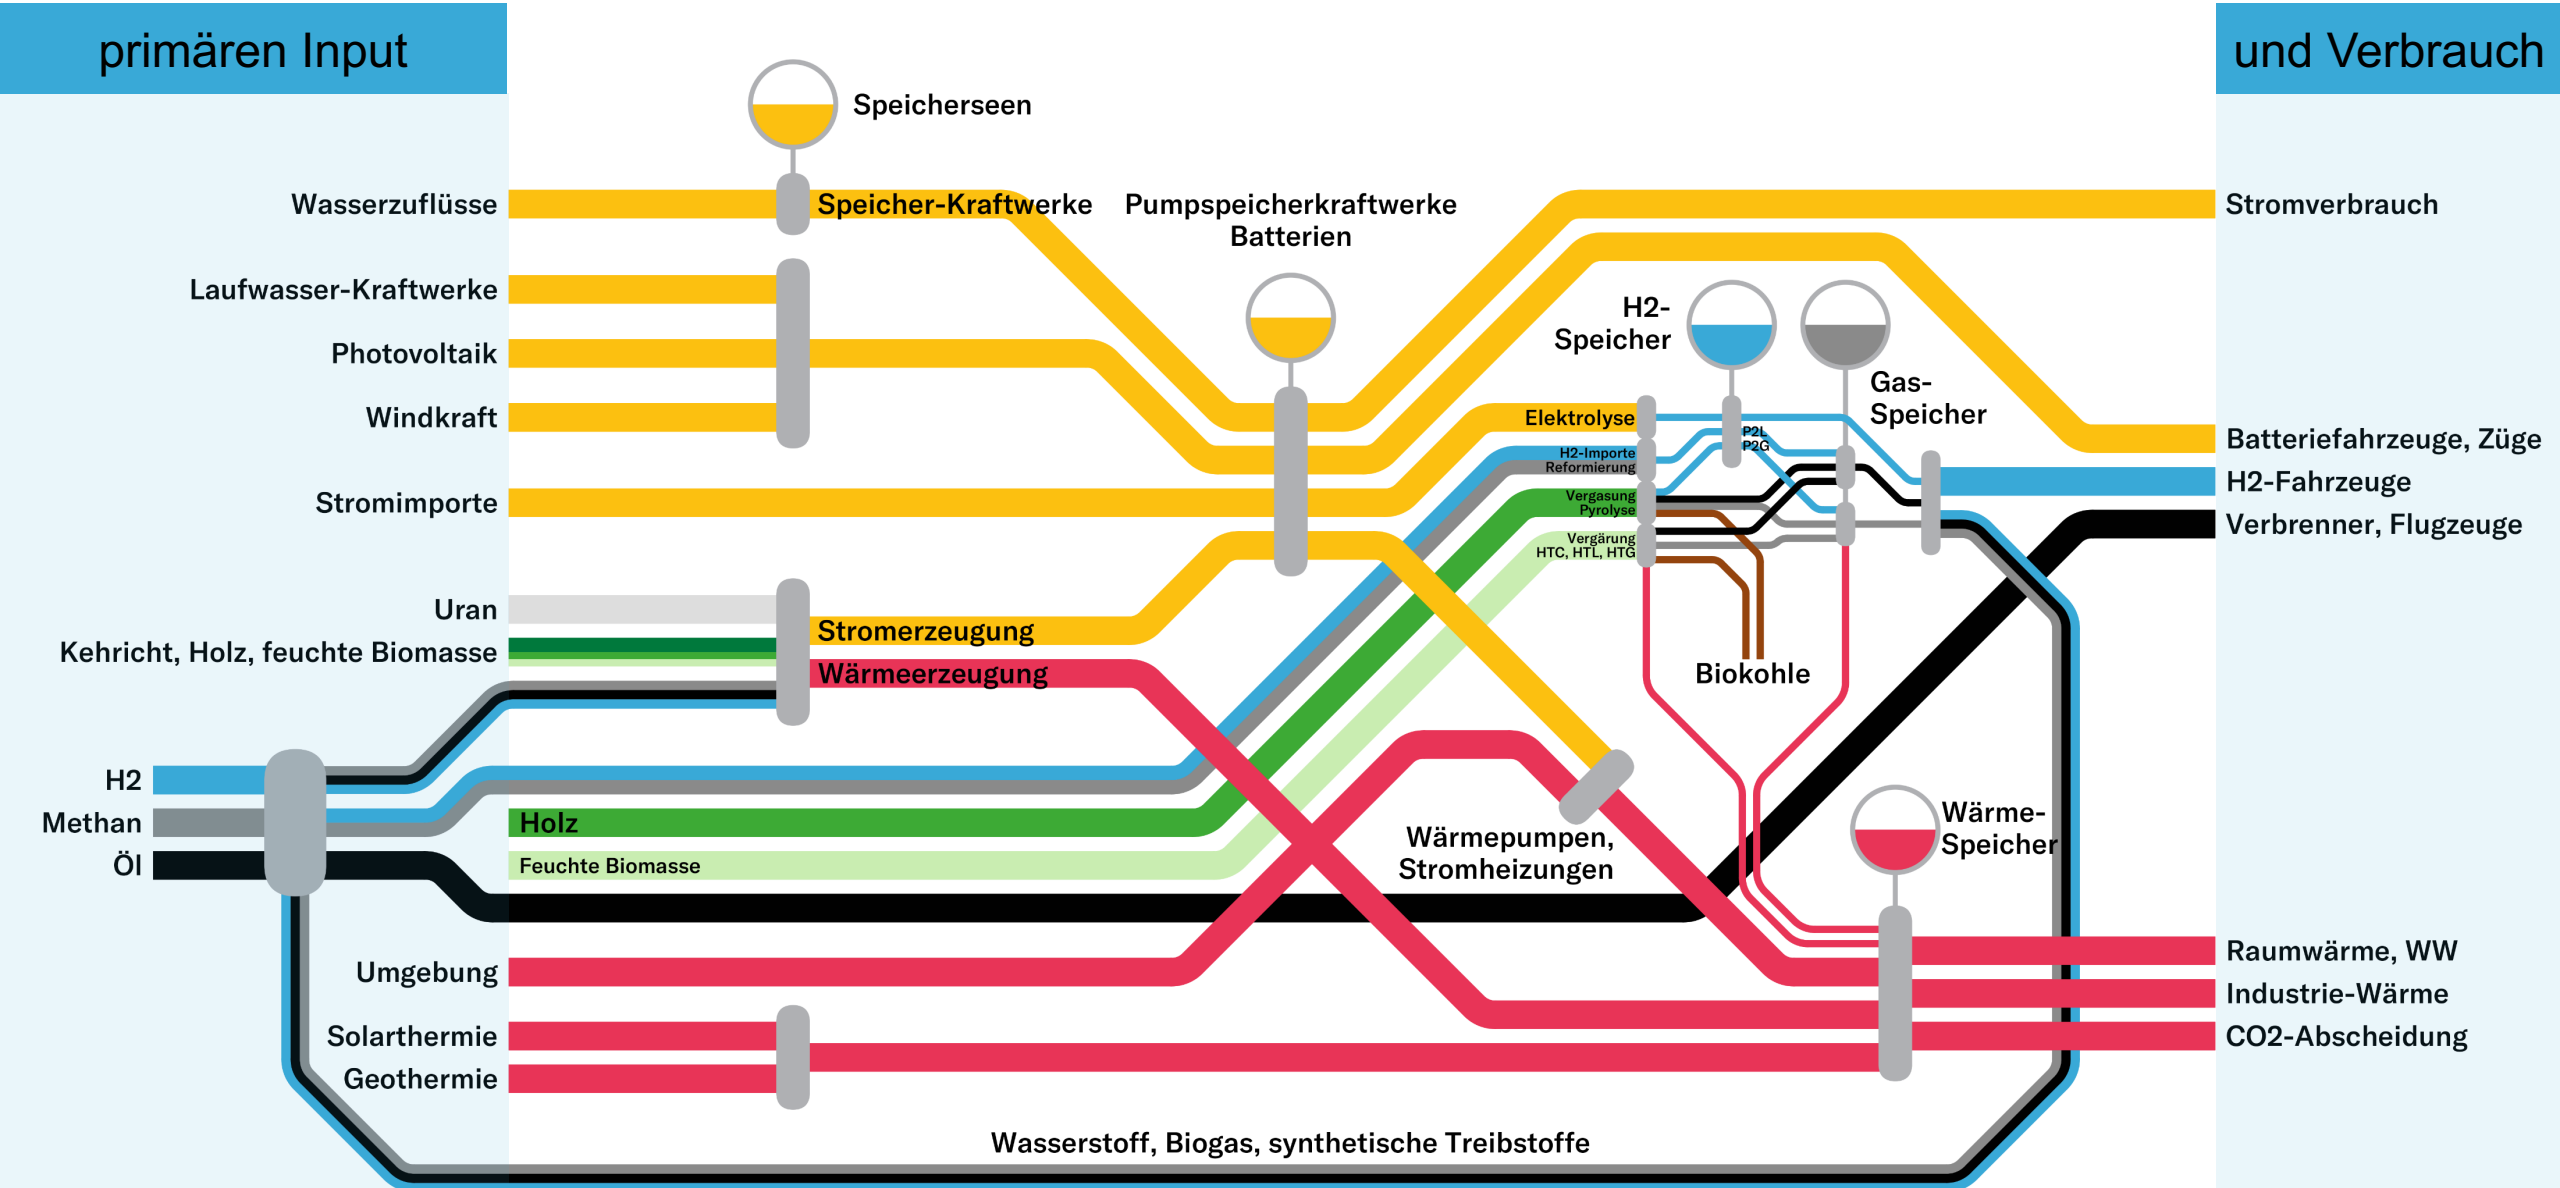 primären Input
und Verbrauch
Speicherseen
Wasserzuflüsse
Speicher-Kraftwerke
Pumpspeicherkraftwerke
Batterien
Stromverbrauch
Laufwasser-Kraftwerke
Photovoltaik
Windkraft
Stromimporte
H2-
Speicher
Gas-
Speicher
Elektrolyse
P2L
P2G
H2-Importe
Reformierung
Vergasung
Pyrolyse
Vergärung
HTC, HTL, HTG
Batteriefahrzeuge, Züge
H2-Fahrzeuge
Verbrenner, Flugzeuge
Uran
Kehricht, Holz, feuchte Biomasse
Stromerzeugung
Wärmeerzeugung
Biokohle
H2
Methan
Öl
Holz
Feuchte Biomasse
Wärmepumpen,
Stromheizungen
Wärme-
Speicher
Umgebung
Solarthermie
Geothermie
Raumwärme, WW
Industrie-Wärme
CO2-Abscheidung
Wasserstoff, Biogas, synthetische Treibstoffe